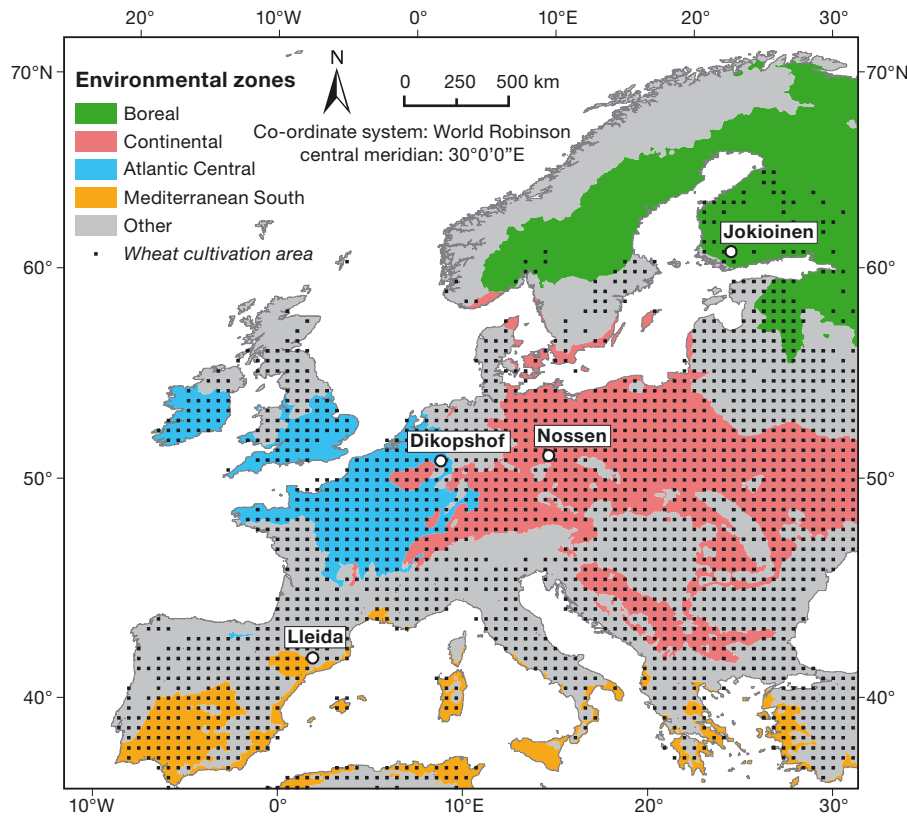 20°W 10°W 0° 10°E 20°E 30°E
70°N 70°N
Environmental zones
Boreal
Continental
Atlantic Central
Mediterranean South
Other
Wheat cultivation area
N
0 250 500 km
Co-ordinate system: World Robinson
central meridian: 30°0'0"E
Jokioinen
60° 60°
Dikopshof Nossen
50° 50°
Lleida
40° 40°
10°W 0° 10°E 20° 30°